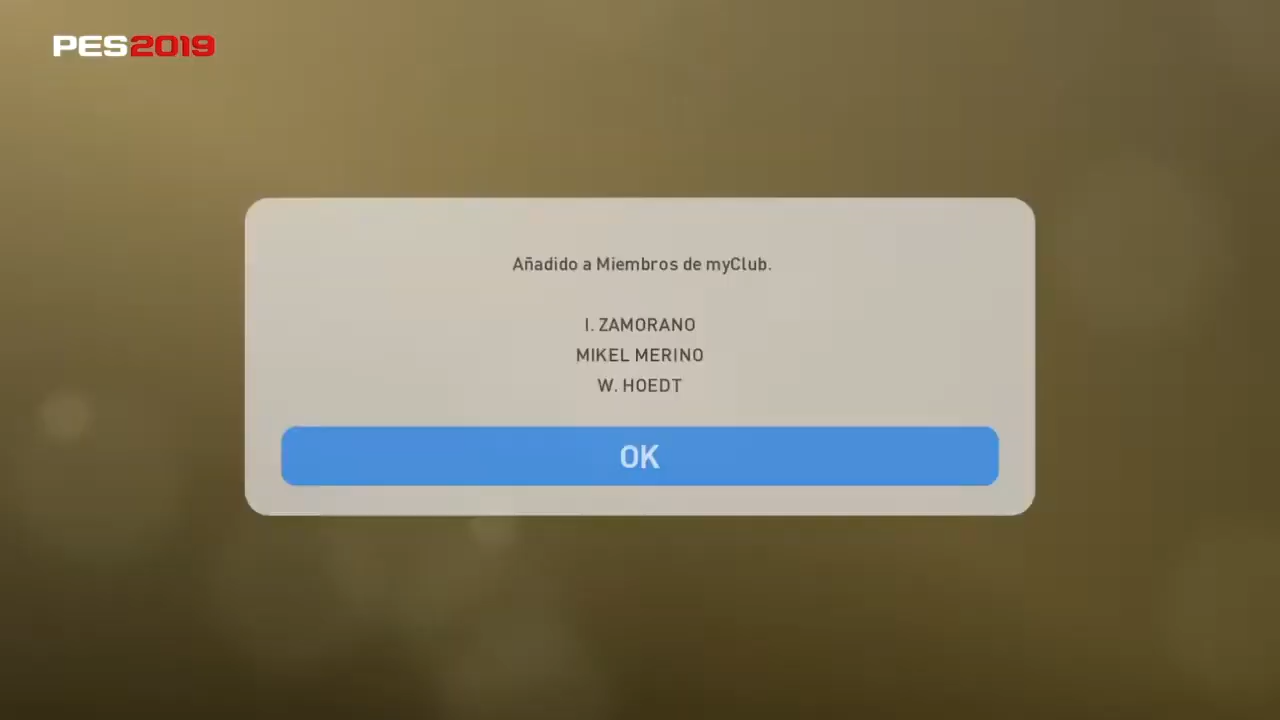 PES2019
Añadido a Miembros de myClub.
I. ZAMORANO
MIKEL MERINO
W. HOEDT
OK